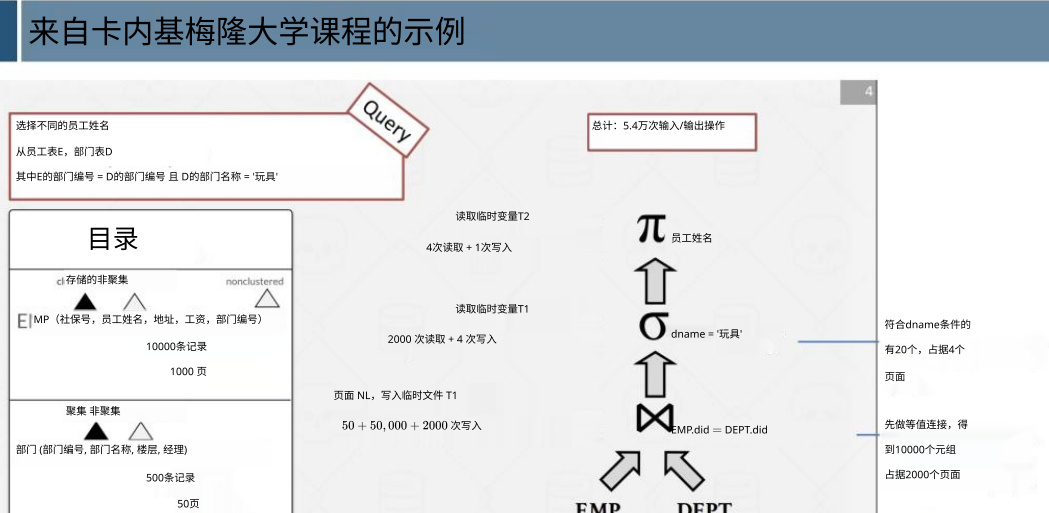 来自卡内基梅隆大学课程的示例
4
Query
选择不同的员工姓名
从员工表E，部门表D
其中E的部门编号 = D的部门编号 且 D的部门名称 = '玩具'
总计：5.4万次输入/输出操作
目录
cl存储的非聚集
nonclustered
EMP（社保号，员工姓名，地址，工资，部门编号）
10000条记录
1000 页
聚集 非聚集
部门 (部门编号, 部门名称, 楼层, 经理)
500条记录
50页
读取临时变量T2
4次读取 + 1次写入
读取临时变量T1
2000 次读取 + 4 次写入
页面 NL，写入临时文件 T1
50 + 50,000 + 2000 次写入
π 员工姓名
σ dname = '玩具'
⋈ EMP.did = DEPT.did
EMP DEPT
符合dname条件的
有20个，占据4个
页面
先做等值连接，得
到10000个元组
占据2000个页面